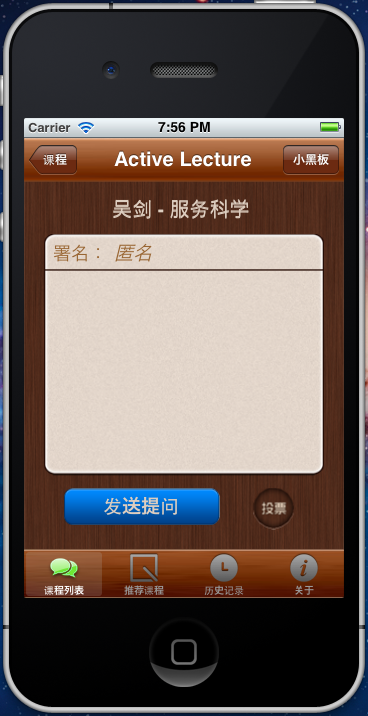 Carrier 7:56 PM
课程 Active Lecture 小黑板
吴剑 - 服务科学
署名： 匿名
发送提问 投票
课程列表 推荐课程 历史记录 关于